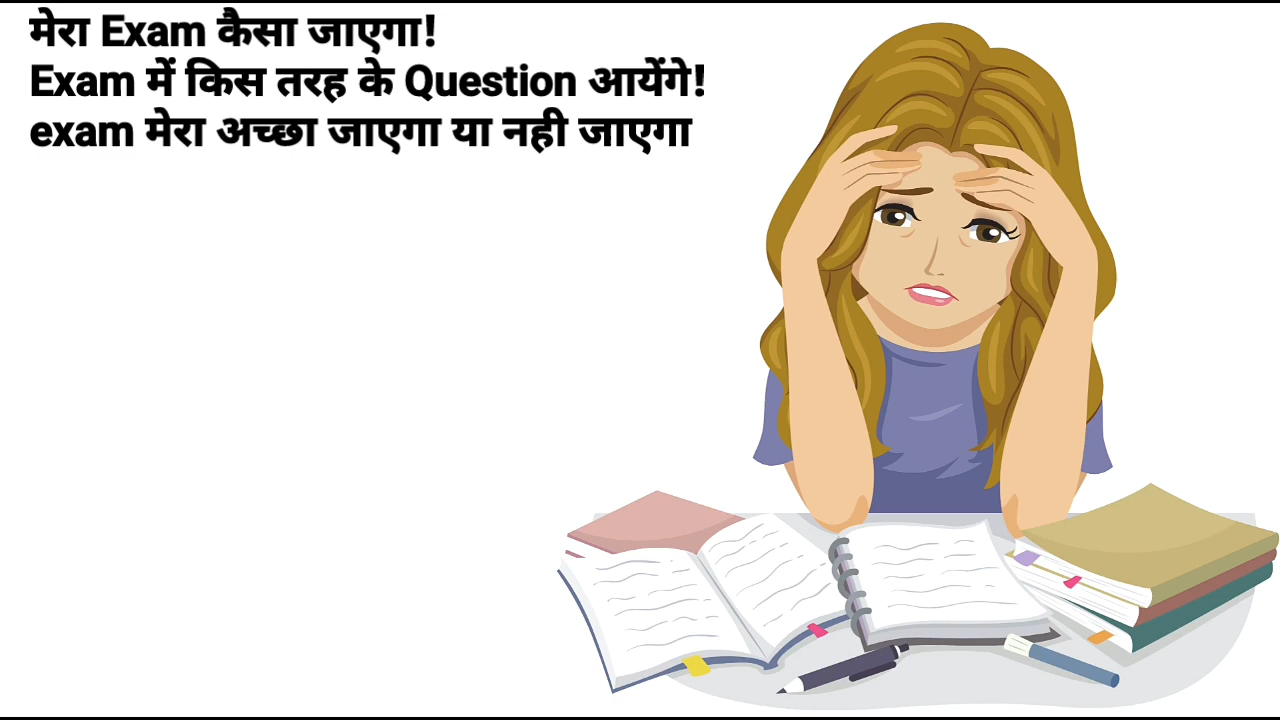 मेरा Exam कैसा जाएगा!
Exam में किस तरह के Question आयेंगे!
exam मेरा अच्छा जाएगा या नही जाएगा